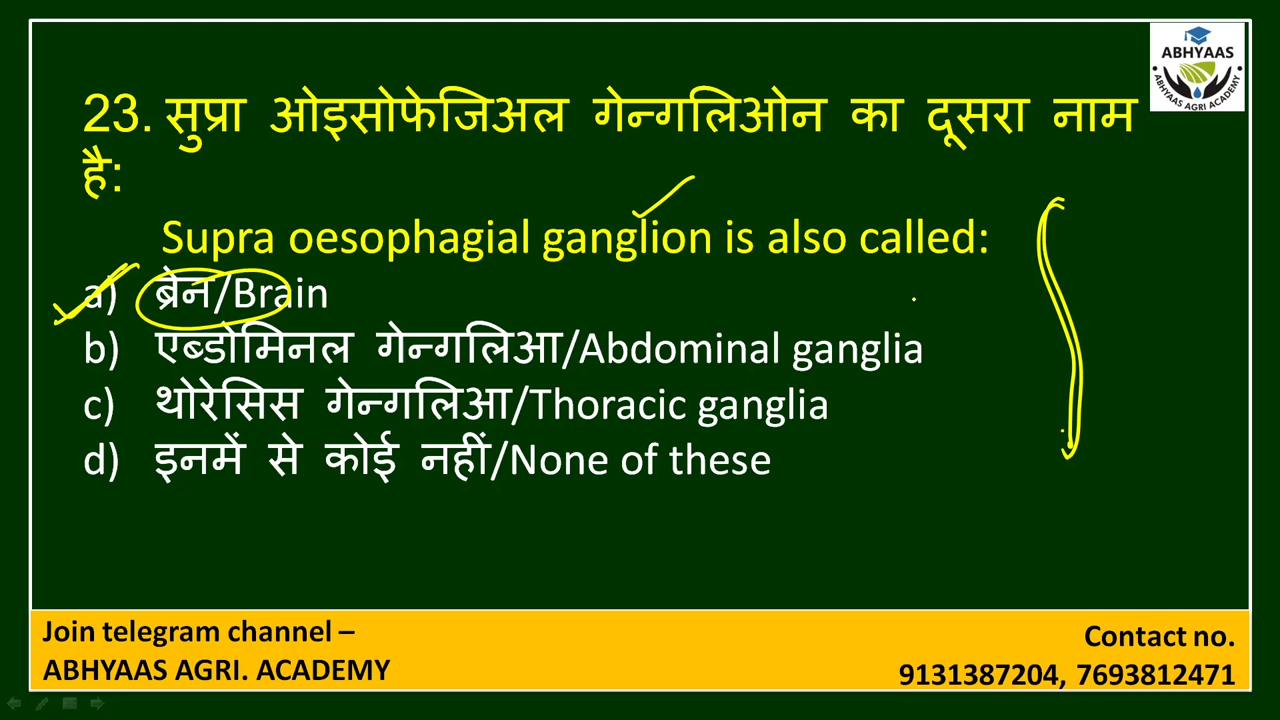 ABHYAAS
ABHYAAS AGRI ACADEMY
23. सुप्रा ओइसोफेजिअल गेन्गलिओन का दूसरा नाम
है:
Supra oesophagial ganglion is also called:
a) ब्रेन/Brain
b) एब्डोमिनल गेन्गलिआ/Abdominal ganglia
c) थोरेसिस गेन्गलिआ/Thoracic ganglia
d) इनमें से कोई नहीं/None of these
Join telegram channel –
ABHYAAS AGRI. ACADEMY
Contact no.
9131387204, 7693812471